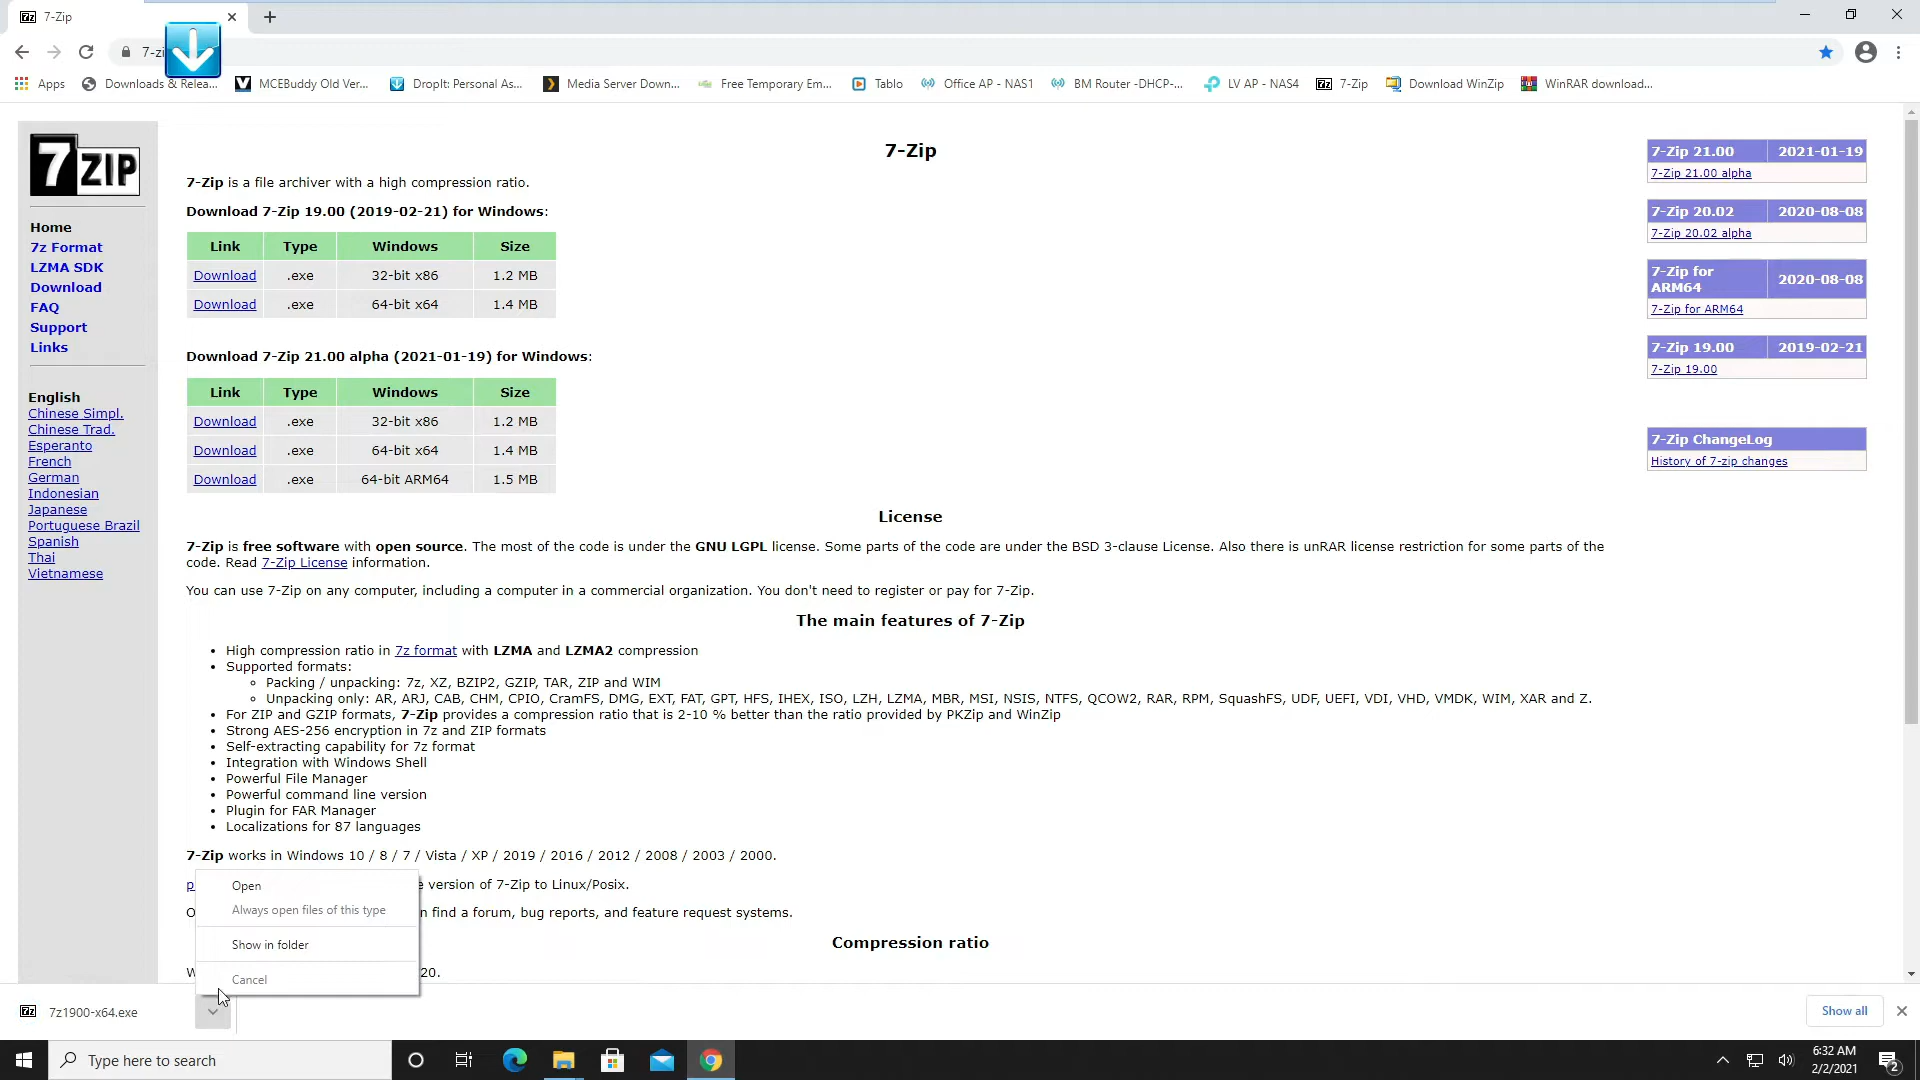 7-Zip
7-zi
Apps
Downloads & Relea...
MCEBuddy Old Ver...
DropIt: Personal As...
Media Server Down...
Free Temporary Em...
Tablo
Office AP - NAS1
BM Router -DHCP-...
LV AP - NAS4
7-Zip
Download WinZip
WinRAR download...
7ZIP
Home
7z Format
LZMA SDK
Download
FAQ
Support
Links
English
Chinese Simpl.
Chinese Trad.
Esperanto
French
German
Indonesian
Japanese
Portuguese Brazil
Spanish
Thai
Vietnamese
7-Zip
7-Zip is a file archiver with a high compression ratio.
Download 7-Zip 19.00 (2019-02-21) for Windows:
Link Type Windows Size
Download .exe 32-bit x86 1.2 MB
Download .exe 64-bit x64 1.4 MB
Download 7-Zip 21.00 alpha (2021-01-19) for Windows:
Link Type Windows Size
Download .exe 32-bit x86 1.2 MB
Download .exe 64-bit x64 1.4 MB
Download .exe 64-bit ARM64 1.5 MB
License
7-Zip is free software with open source. The most of the code is under the GNU LGPL license. Some parts of the code are under the BSD 3-clause License. Also there is unRAR license restriction for some parts of the
code. Read 7-Zip License information.
You can use 7-Zip on any computer, including a computer in a commercial organization. You don't need to register or pay for 7-Zip.
The main features of 7-Zip
• High compression ratio in 7z format with LZMA and LZMA2 compression
• Supported formats:
◦ Packing / unpacking: 7z, XZ, BZIP2, GZIP, TAR, ZIP and WIM
◦ Unpacking only: AR, ARJ, CAB, CHM, CPIO, CramFS, DMG, EXT, FAT, GPT, HFS, IHEX, ISO, LZH, LZMA, MBR, MSI, NSIS, NTFS, QCOW2, RAR, RPM, SquashFS, UDF, UEFI, VDI, VHD, VMDK, WIM, XAR and Z.
• For ZIP and GZIP formats, 7-Zip provides a compression ratio that is 2-10 % better than the ratio provided by PKZip and WinZip
• Strong AES-256 encryption in 7z and ZIP formats
• Self-extracting capability for 7z format
• Integration with Windows Shell
• Powerful File Manager
• Powerful command line version
• Plugin for FAR Manager
• Localizations for 87 languages
7-Zip works in Windows 10 / 8 / 7 / Vista / XP / 2019 / 2016 / 2012 / 2008 / 2003 / 2000.
p e version of 7-Zip to Linux/Posix.
O n find a forum, bug reports, and feature request systems.
Compression ratio
W 20.
7-Zip 21.00 2021-01-19
7-Zip 21.00 alpha
7-Zip 20.02 2020-08-08
7-Zip 20.02 alpha
7-Zip for
ARM64 2020-08-08
7-Zip for ARM64
7-Zip 19.00 2019-02-21
7-Zip 19.00
7-Zip ChangeLog
History of 7-zip changes
Open
Always open files of this type
Show in folder
Cancel
7z1900-x64.exe
Show all
Type here to search
6:32 AM
2/2/2021
2